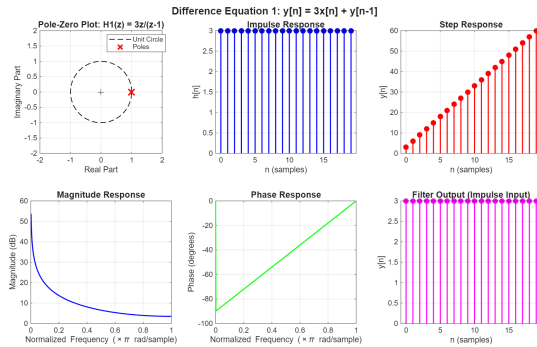 Difference Equation 1: y[n] = 3x[n] + y[n-1]
Pole-Zero Plot: H1(z) = 3z/(z-1)
Imaginary Part
2
1.5
1
0.5
0
-0.5
-1
-1.5
-2
-2 -1 0 1 2
Real Part
Unit Circle
Poles
Impulse Response
h[n]
3
2.5
2
1.5
1
0.5
0
0 5 10 15
n (samples)
Step Response
y[n]
60
50
40
30
20
10
0
0 5 10 15
n (samples)
Magnitude Response
Magnitude (dB)
60
50
40
30
20
10
0
0 0.2 0.4 0.6 0.8 1
Normalized Frequency (× π rad/sample)
Phase Response
Phase (degrees)
0
-20
-40
-60
-80
-100
0 0.2 0.4 0.6 0.8 1
Normalized Frequency (× π rad/sample)
Filter Output (Impulse Input)
y[n]
3
2.5
2
1.5
1
0.5
0
0 5 10 15
n (samples)